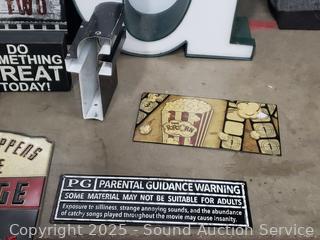 DO
SOMETHING
GREAT
TODAY!
POPCORN
PG PARENTAL GUIDANCE WARNING
SOME MATERIAL MAY NOT BE SUITABLE FOR ADULTS
Exposure to silliness, strange annoying sounds, and the abundance
of catchy songs played throughout the movie may cause insanity.
Copyright 2025 - Sound Auction Service